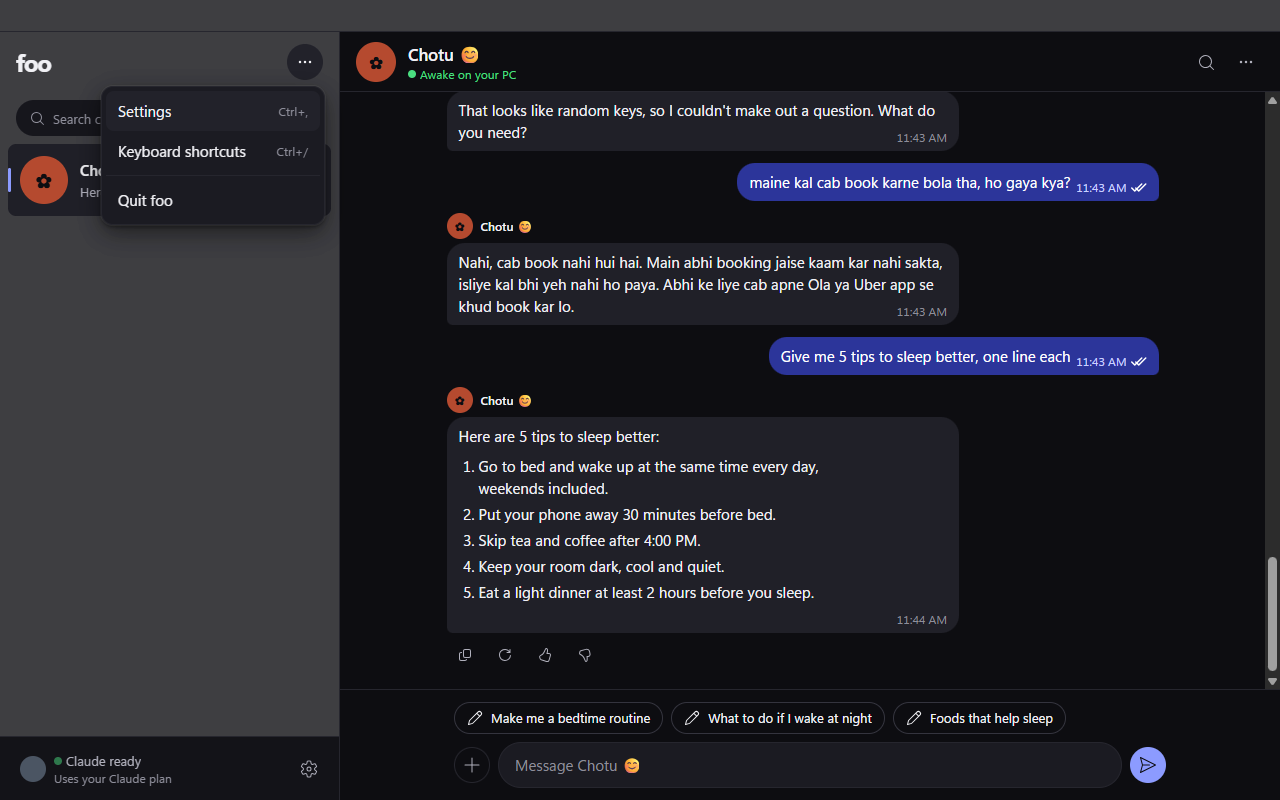 foo
Search c
Settings Ctrl+,
Keyboard shortcuts Ctrl+/
Quit foo
Cho
Her
Claude ready
Uses your Claude plan
Chotu 😊
Awake on your PC
That looks like random keys, so I couldn't make out a question. What do
you need?
11:43 AM
maine kal cab book karne bola tha, ho gaya kya? 11:43 AM
Chotu 😊
Nahi, cab book nahi hui hai. Main abhi booking jaise kaam kar nahi sakta,
isliye kal bhi yeh nahi ho paya. Abhi ke liye cab apne Ola ya Uber app se
khud book kar lo.
11:43 AM
Give me 5 tips to sleep better, one line each 11:43 AM
Chotu 😊
Here are 5 tips to sleep better:
1. Go to bed and wake up at the same time every day,
weekends included.
2. Put your phone away 30 minutes before bed.
3. Skip tea and coffee after 4:00 PM.
4. Keep your room dark, cool and quiet.
5. Eat a light dinner at least 2 hours before you sleep.
11:44 AM
Make me a bedtime routine
What to do if I wake at night
Foods that help sleep
Message Chotu 😊